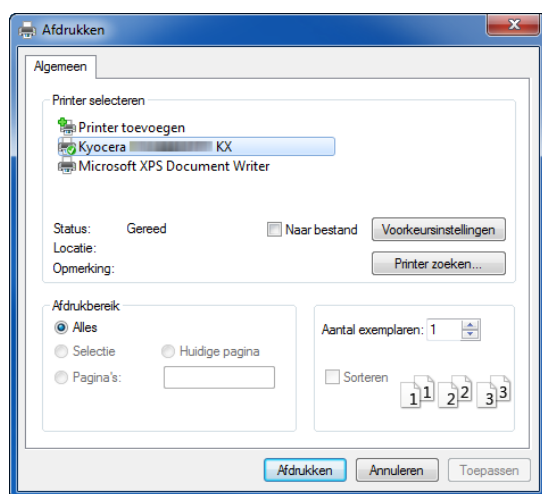 Afdrukken
Algemeen
Printer selecteren
Printer toevoegen
Kyocera KX
Microsoft XPS Document Writer
Status: Gereed
Naar bestand
Voorkeursinstellingen
Locatie:
Opmerking:
Printer zoeken...
Afdrukbereik
Alles
Selectie
Huidige pagina
Pagina's:
Aantal exemplaren: 1
Sorteren
1 1 2 2 3 3
Afdrukken
Annuleren
Toepassen